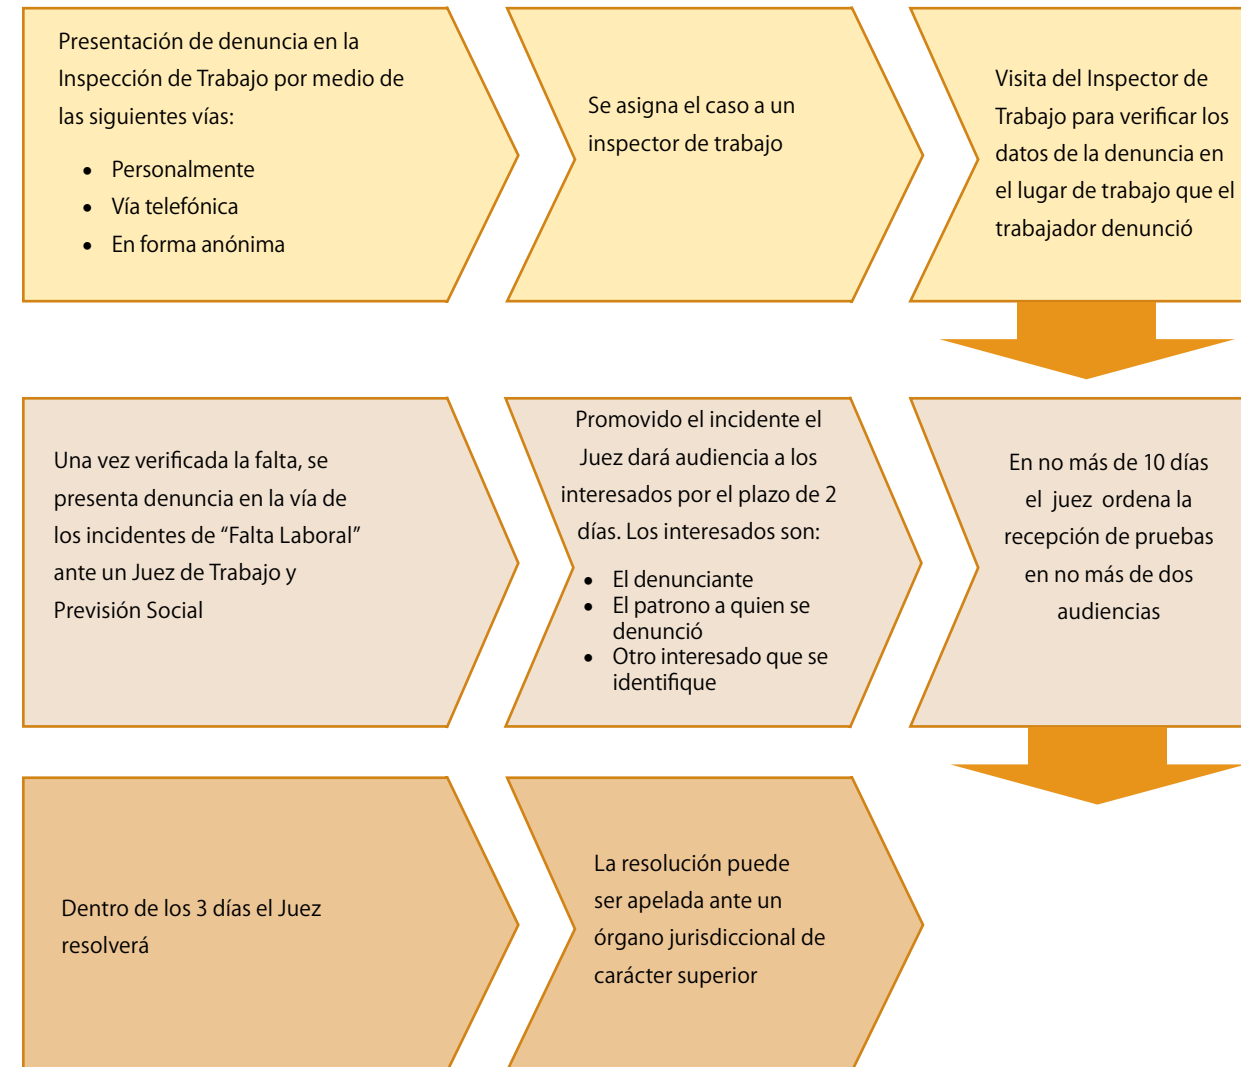 Presentación de denuncia en la
Inspección de Trabajo por medio de
las siguientes vías:
• Personalmente
• Vía telefónica
• En forma anónima
Se asigna el caso a un
inspector de trabajo
Visita del Inspector de
Trabajo para verificar los
datos de la denuncia en
el lugar de trabajo que el
trabajador denunció
Una vez verificada la falta, se
presenta denuncia en la vía de
los incidentes de “Falta Laboral”
ante un Juez de Trabajo y
Previsión Social
Promovido el incidente el
Juez dará audiencia a los
interesados por el plazo de 2
días. Los interesados son:
• El denunciante
• El patrono a quien se
denunció
• Otro interesado que se
identifique
En no más de 10 días
el juez ordena la
recepción de pruebas
en no más de dos
audiencias
Dentro de los 3 días el Juez
resolverá
La resolución puede
ser apelada ante un
órgano jurisdiccional de
carácter superior